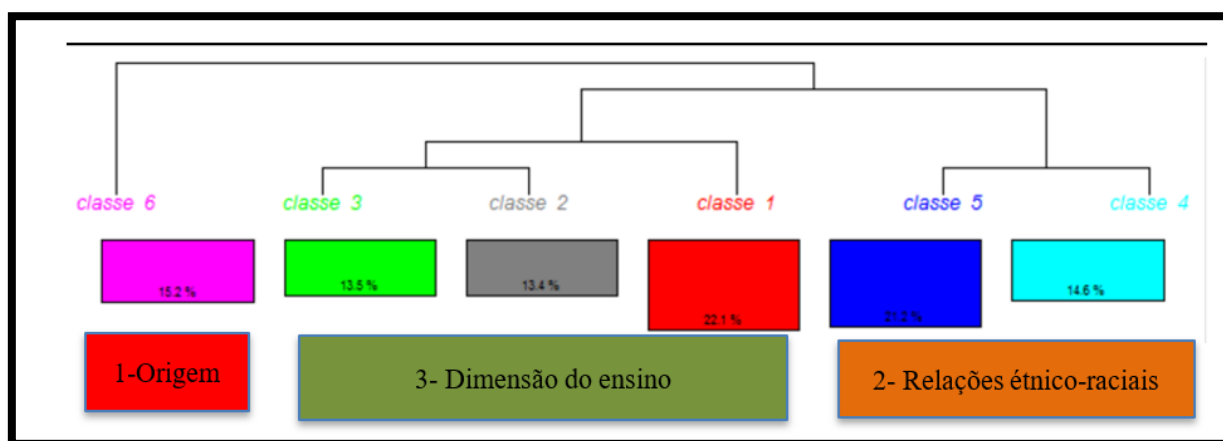 classe 6 classe 3 classe 2 classe 1 classe 5 classe 4
15.2 % 13.5 % 13.4 % 22.1 % 21.2 % 14.6 %
1-Origem 3- Dimensão do ensino 2- Relações étnico-raciais